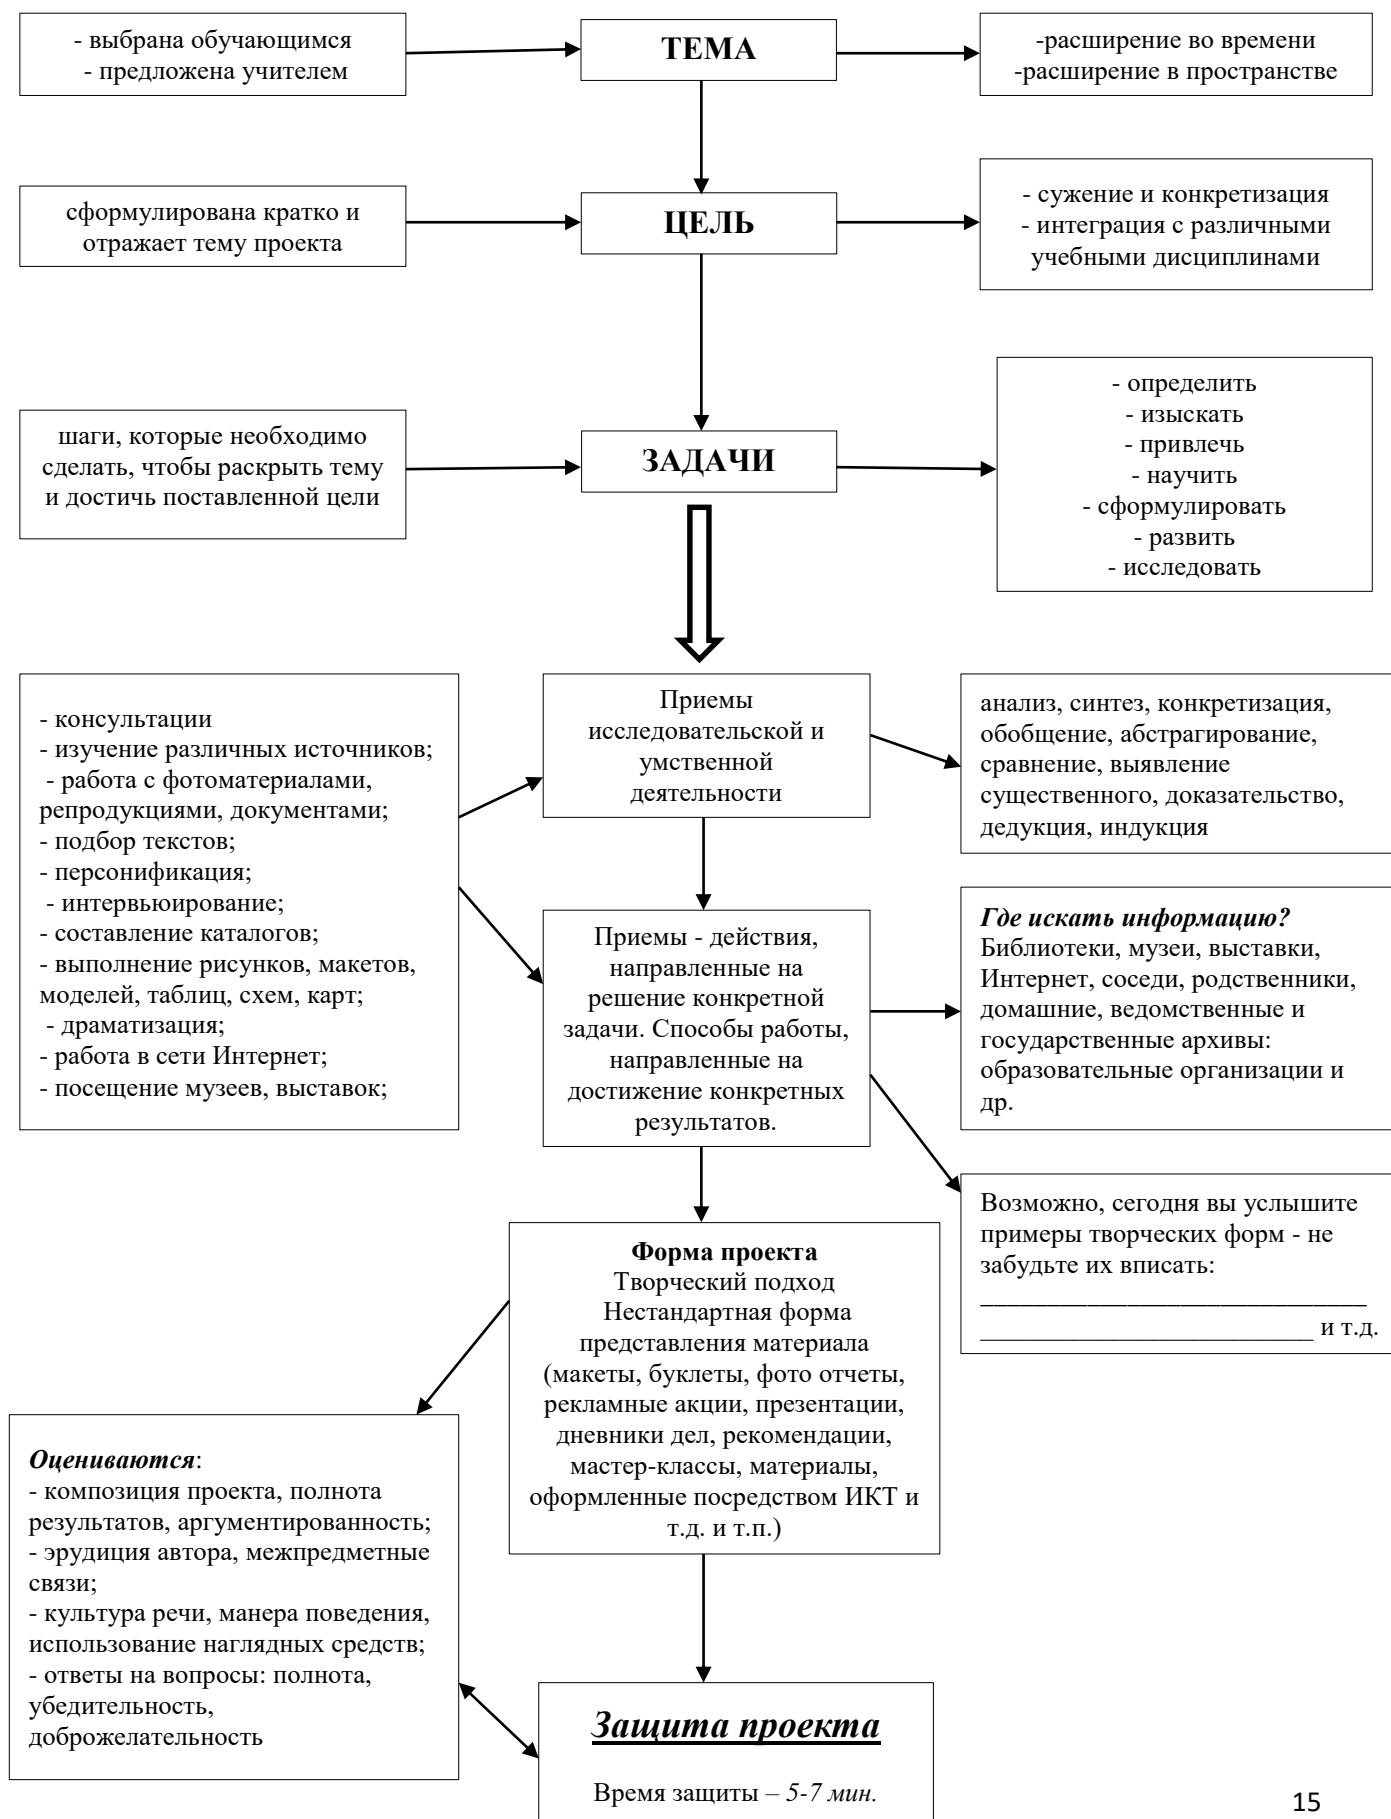 - выбрана обучающимся
- предложена учителем
ТЕМА
-расширение во времени
-расширение в пространстве
сформулирована кратко и
отражает тему проекта
ЦЕЛЬ
- сужение и конкретизация
- интеграция с различными
учебными дисциплинами
шаги, которые необходимо
сделать, чтобы раскрыть тему
и достичь поставленной цели
ЗАДАЧИ
- определить
- изыскать
- привлечь
- научить
- сформулировать
- развить
- исследовать
- консультации
- изучение различных источников;
- работа с фотоматериалами,
репродукциями, документами;
- подбор текстов;
- персонификация;
- интервьюирование;
- составление каталогов;
- выполнение рисунков, макетов,
моделей, таблиц, схем, карт;
- драматизация;
- работа в сети Интернет;
- посещение музеев, выставок;
Приемы
исследовательской и
умственной
деятельности
анализ, синтез, конкретизация,
обобщение, абстрагирование,
сравнение, выявление
существенного, доказательство,
дедукция, индукция
Приемы - действия,
направленные на
решение конкретной
задачи. Способы работы,
направленные на
достижение конкретных
результатов.
Где искать информацию?
Библиотеки, музеи, выставки,
Интернет, соседи, родственники,
домашние, ведомственные и
государственные архивы:
образовательные организации и
др.
Возможно, сегодня вы услышите
примеры творческих форм - не
забудьте их вписать:
_____________________________
_________________________ и т.д.
Форма проекта
Творческий подход
Нестандартная форма
представления материала
(макеты, буклеты, фото отчеты,
рекламные акции, презентации,
дневники дел, рекомендации,
мастер-классы, материалы,
оформленные посредством ИКТ и
т.д. и т.п.)
Оцениваются:
- композиция проекта, полнота
результатов, аргументированность;
- эрудиция автора, межпредметные
связи;
- культура речи, манера поведения,
использование наглядных средств;
- ответы на вопросы: полнота,
убедительность,
доброжелательность
Защита проекта
Время защиты – 5-7 мин.
15